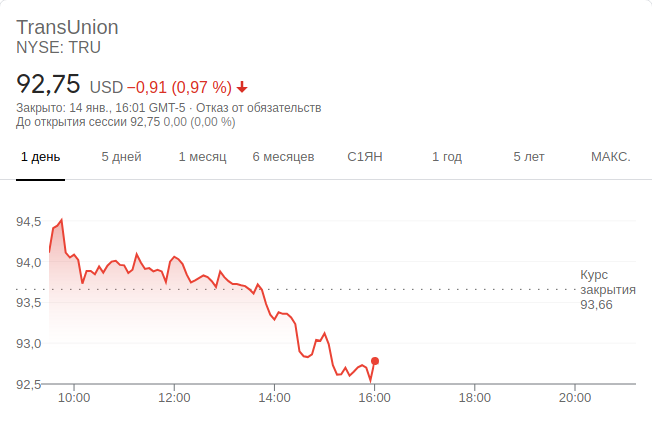 TransUnion
NYSE: TRU
92,75 USD −0,91 (0,97 %)
Закрыто: 14 янв., 16:01 GMT-5 · Отказ от обязательств
До открытия сессии 92,75 0,00 (0,00 %)
1 день 5 дней 1 месяц 6 месяцев С1ЯН 1 год 5 лет МАКС.
94,5
94,0
93,5
93,0
92,5
Курс
закрытия
93,66
10:00 12:00 14:00 16:00 18:00 20:00